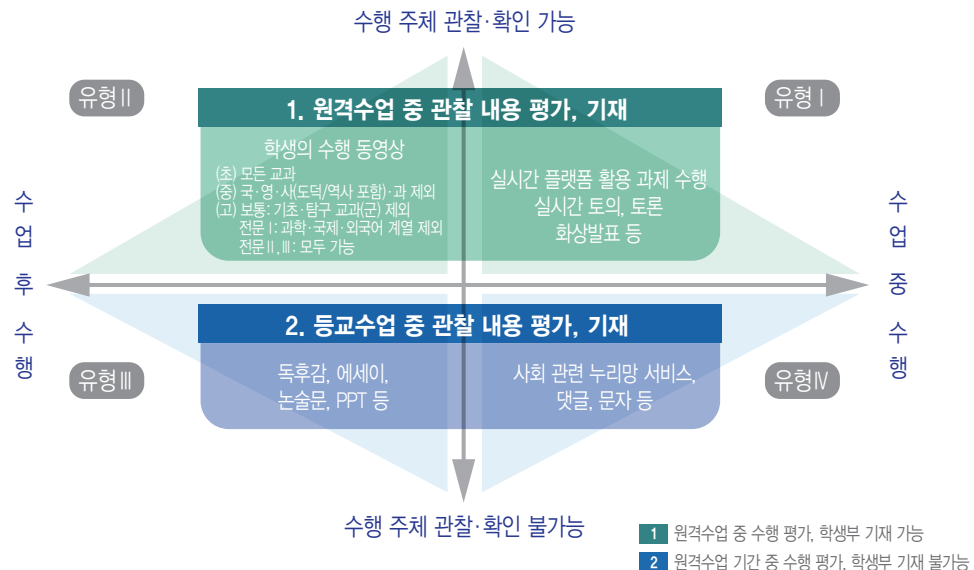 수행 주체 관찰·확인 가능
유형Ⅱ
유형Ⅰ
1. 원격수업 중 관찰 내용 평가, 기재
학생의 수행 동영상
(초) 모든 교과
(중) 국·영·사(도덕/역사 포함)·과 제외
(고) 보통: 기초·탐구 교과(군) 제외
전문Ⅰ: 과학·국제·외국어 계열 제외
전문Ⅱ, Ⅲ: 모두 가능
실시간 플랫폼 활용 과제 수행
실시간 토의, 토론
화상발표 등
수업 후 수행
수업 중 수행
2. 등교수업 중 관찰 내용 평가, 기재
유형Ⅲ
독후감, 에세이,
논술문, PPT 등
사회 관련 누리망 서비스,
댓글, 문자 등
유형Ⅳ
수행 주체 관찰·확인 불가능
1 원격수업 중 수행 평가, 학생부 기재 가능
2 원격수업 기간 중 수행 평가, 학생부 기재 불가능